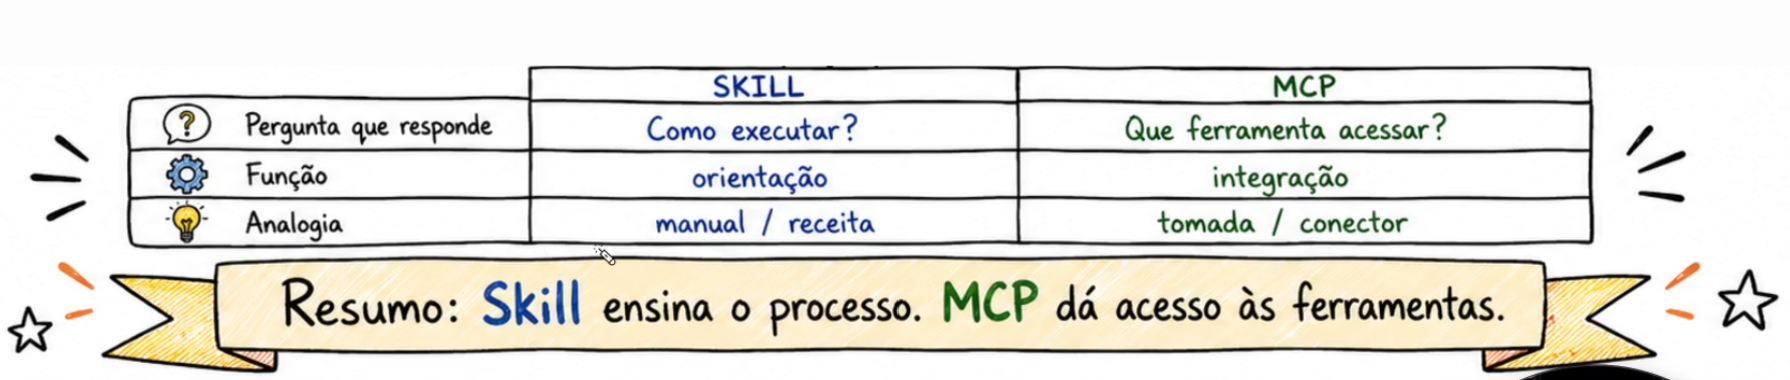 SKILL MCP
Pergunta que responde Como executar? Que ferramenta acessar?
Função orientação integração
Analogia manual / receita tomada / conector
Resumo: Skill ensina o processo. MCP dá acesso às ferramentas.